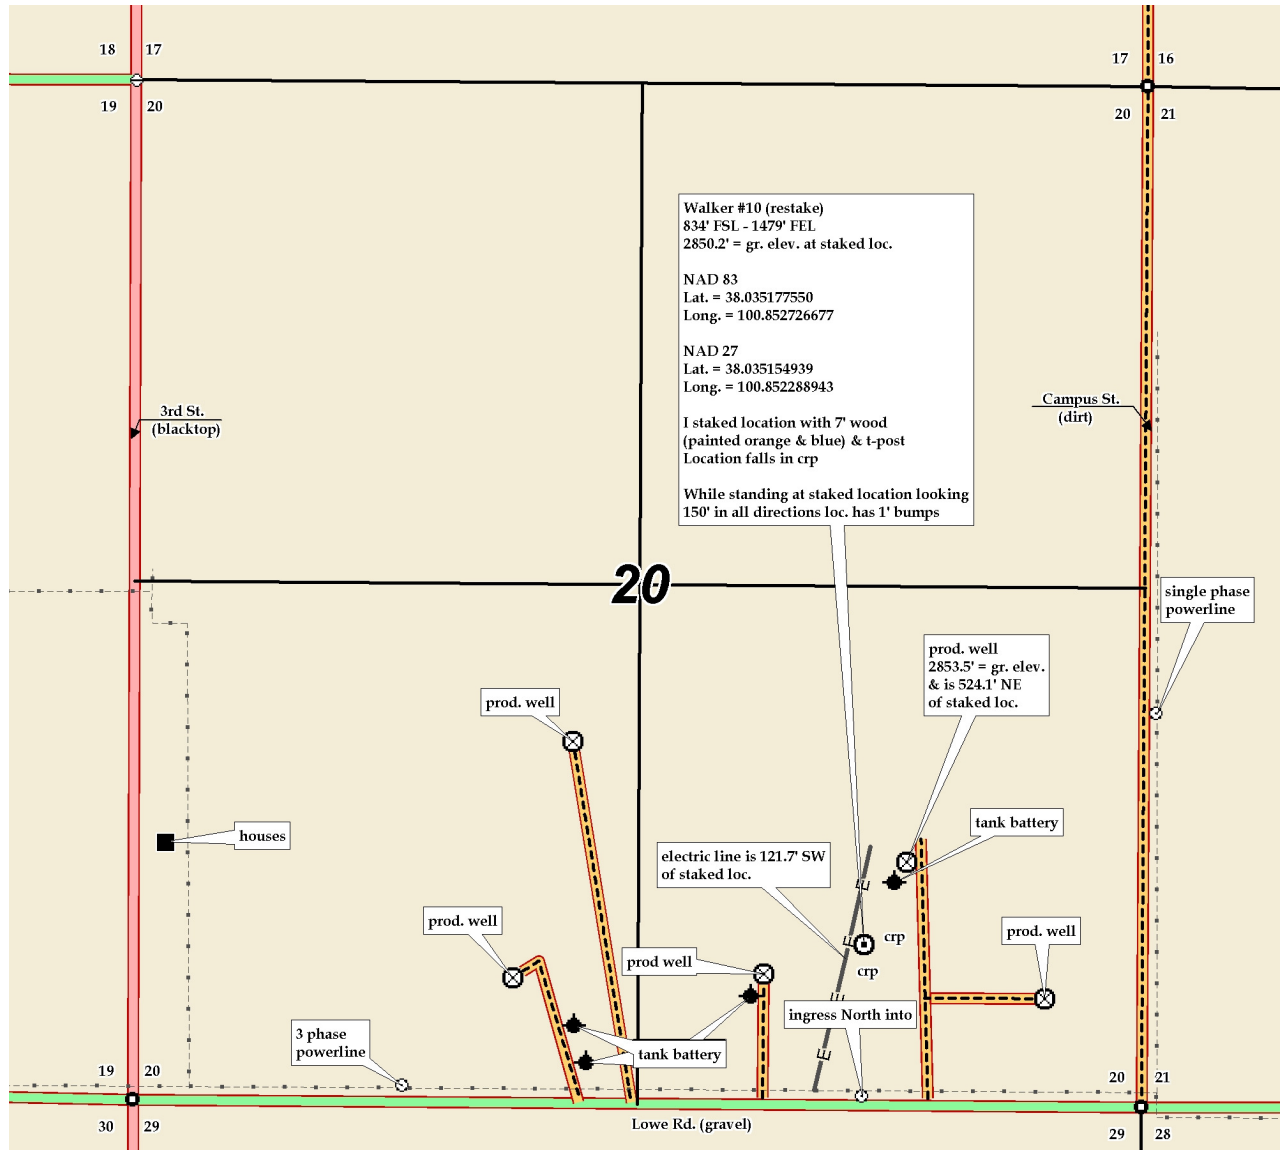 18 17
17 16
19 20
20 21
Walker #10 (restake)
834' FSL - 1479' FEL
2850.2' = gr. elev. at staked loc.
NAD 83
Lat. = 38.035177550
Long. = 100.852726677
NAD 27
Lat. = 38.035154939
Long. = 100.852288943
I staked location with 7' wood
(painted orange & blue) & t-post
Location falls in crp
While standing at staked location looking
150' in all directions loc. has 1' bumps
3rd St.
(blacktop)
Campus St.
(dirt)
20
single phase
powerline
prod. well
2853.5' = gr. elev.
& is 524.1' NE
of staked loc.
prod. well
houses
tank battery
electric line is 121.7' SW
of staked loc.
E
prod. well
prod. well
E
crp
prod well
crp
E
ingress North into
3 phase
powerline
tank battery
E
19 20
20 21
30 29
Lowe Rd. (gravel)
29 28